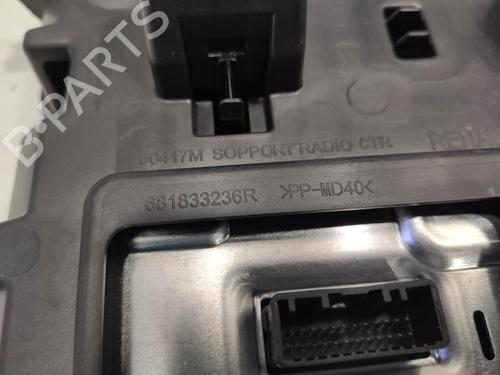 60417M SOPPORT RADIO CTR
681833236R >PP-MD40<
B-PARTS